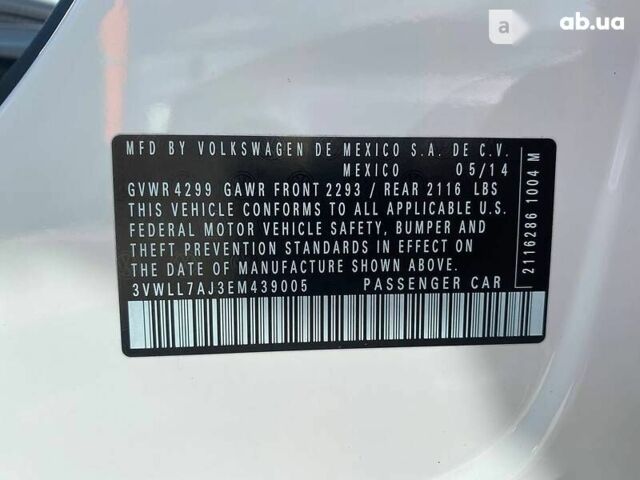 ab.ua
MFD BY VOLKSWAGEN DE MEXICO S.A. DE C.V.
MEXICO 05/14
GVWR 4299 GAWR FRONT 2293 / REAR 2116 LBS
THIS VEHICLE CONFORMS TO ALL APPLICABLE U.S.
FEDERAL MOTOR VEHICLE SAFETY, BUMPER AND
THEFT PREVENTION STANDARDS IN EFFECT ON
THE DATE OF MANUFACTURE SHOWN ABOVE.
3VWLL7AJ3EM439005 PASSENGER CAR
2116286 1004 M